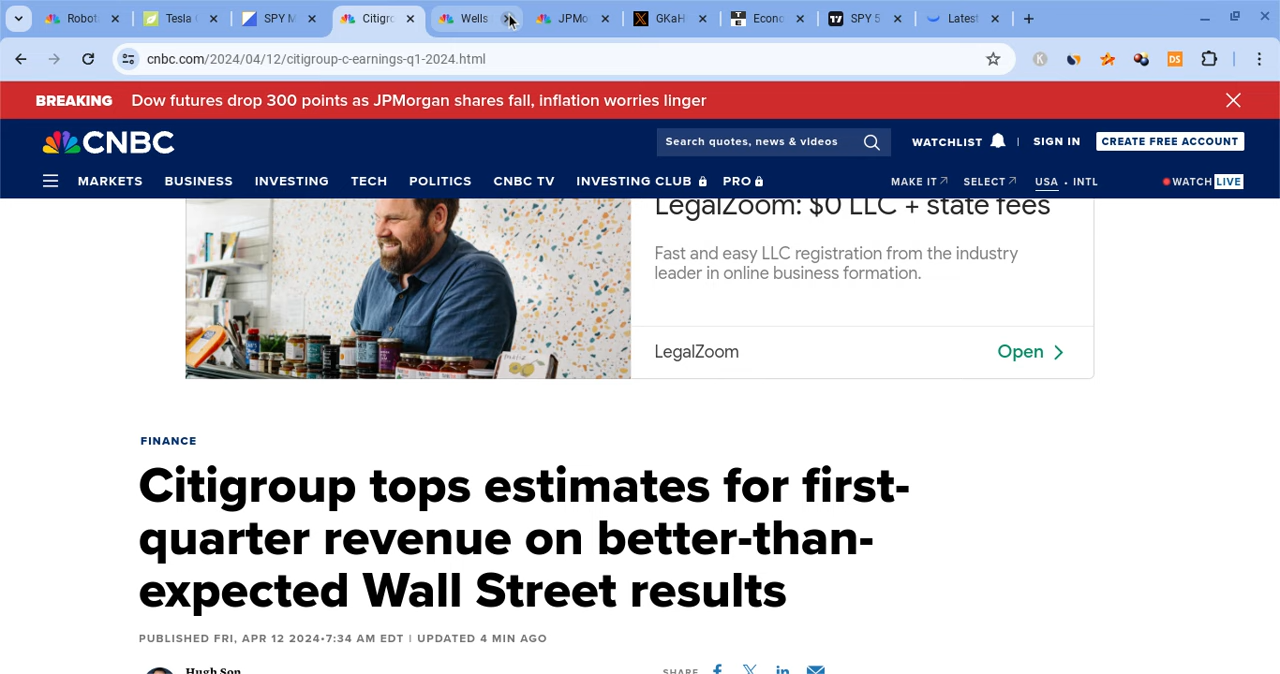 Robot
Tesla
SPY M
Citigro
Wells
JPMo
GKaH
Econo
SPY 5
Latest
cnbc.com/2024/04/12/citigroup-c-earnings-q1-2024.html
BREAKING Dow futures drop 300 points as JPMorgan shares fall, inflation worries linger
CNBC
Search quotes, news & videos
WATCHLIST
SIGN IN
CREATE FREE ACCOUNT
MARKETS BUSINESS INVESTING TECH POLITICS CNBC TV INVESTING CLUB PRO
MAKE IT SELECT USA • INTL
WATCH LIVE
LegalZoom: $0 LLC + state fees
Fast and easy LLC registration from the industry
leader in online business formation.
LegalZoom
Open
FINANCE
Citigroup tops estimates for first-
quarter revenue on better-than-
expected Wall Street results
PUBLISHED FRI, APR 12 2024•7:34 AM EDT | UPDATED 4 MIN AGO
Hugh Son
SHARE